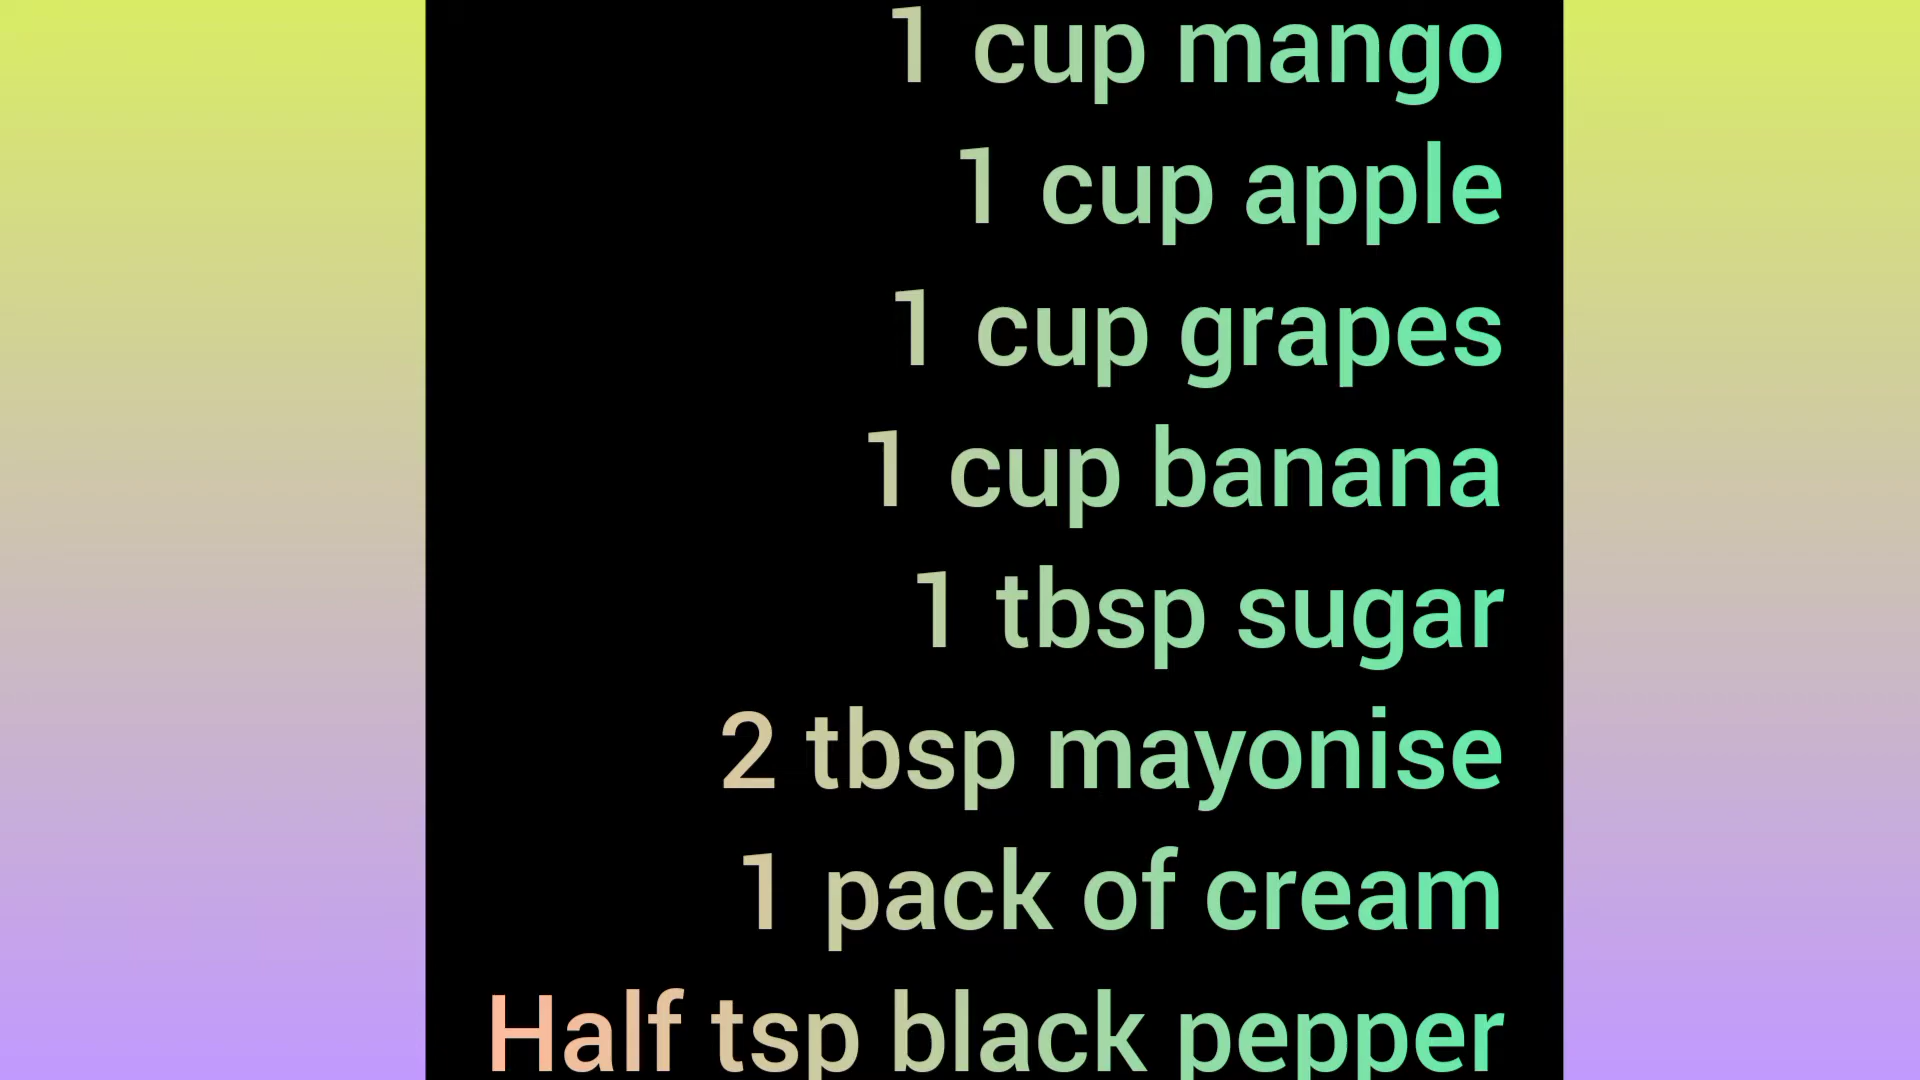 1 cup mango
1 cup apple
1 cup grapes
1 cup banana
1 tbsp sugar
2 tbsp mayonise
1 pack of cream
Half tsp black pepper